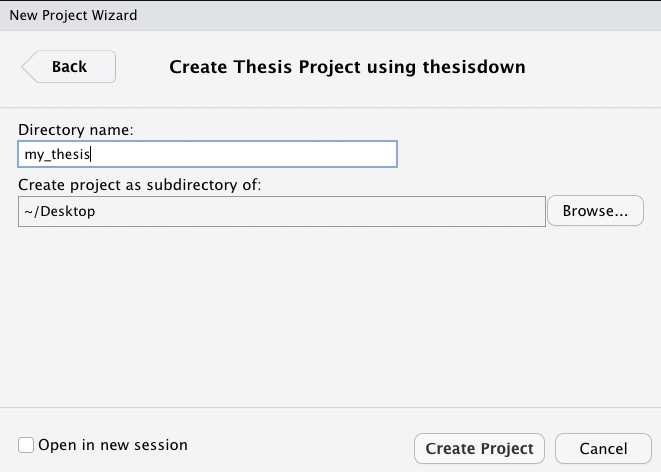 New Project Wizard
Back
Create Thesis Project using thesisdown
Directory name:
my_thesis
Create project as subdirectory of:
~/Desktop
Browse...
Open in new session
Create Project
Cancel